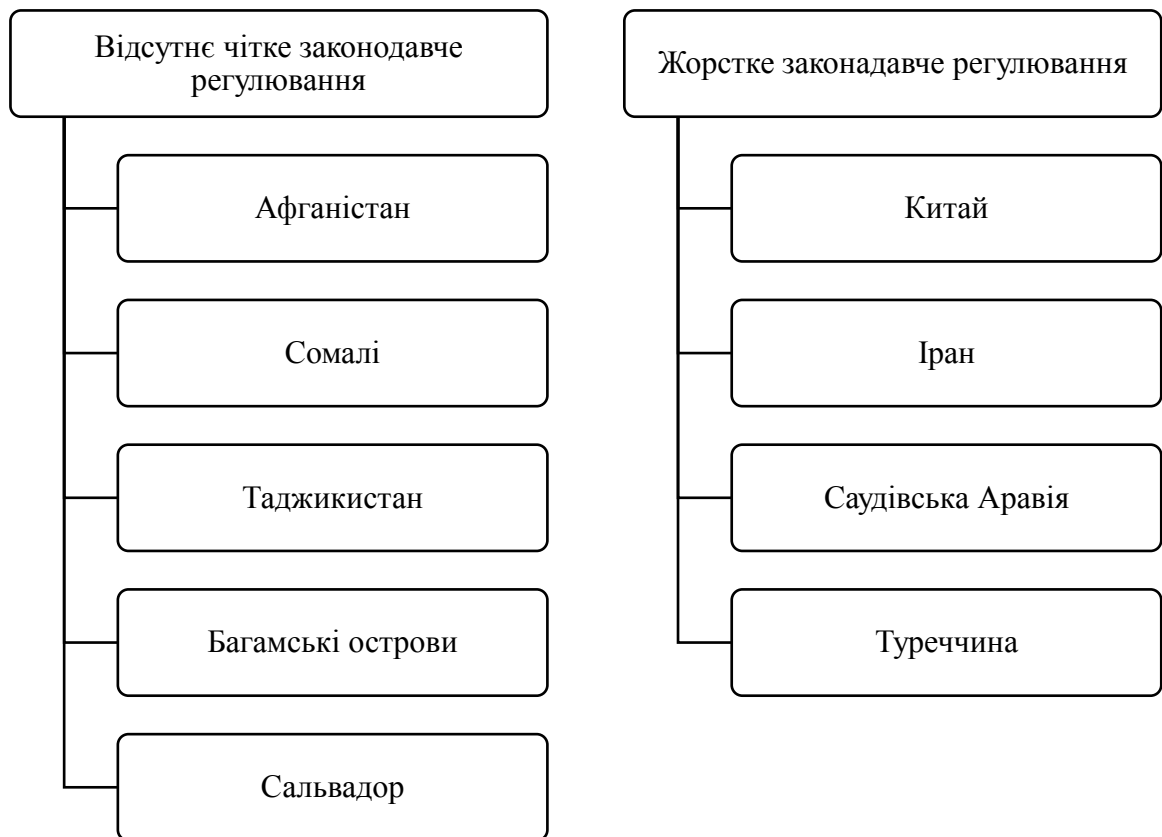 Відсутнє чітке законодавче
регулювання
Афганістан
Сомалі
Таджикистан
Багамські острови
Сальвадор
Жорстке законадавче регулювання
Китай
Іран
Саудівська Аравія
Туреччина